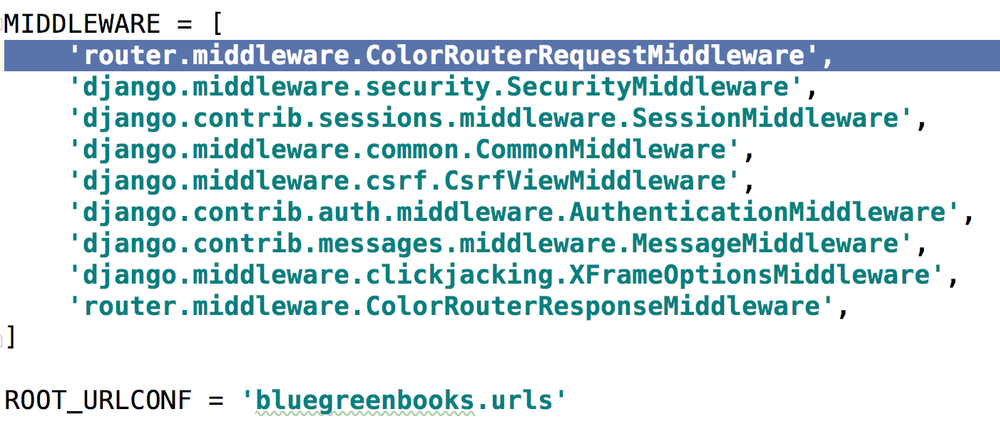 MIDDLEWARE = [
    'router.middleware.ColorRouterRequestMiddleware',
    'django.middleware.security.SecurityMiddleware',
    'django.contrib.sessions.middleware.SessionMiddleware',
    'django.middleware.common.CommonMiddleware',
    'django.middleware.csrf.CsrfViewMiddleware',
    'django.contrib.auth.middleware.AuthenticationMiddleware',
    'django.contrib.messages.middleware.MessageMiddleware',
    'django.middleware.clickjacking.XFrameOptionsMiddleware',
    'router.middleware.ColorRouterResponseMiddleware',
]
ROOT_URLCONF = 'bluegreenbooks.urls'